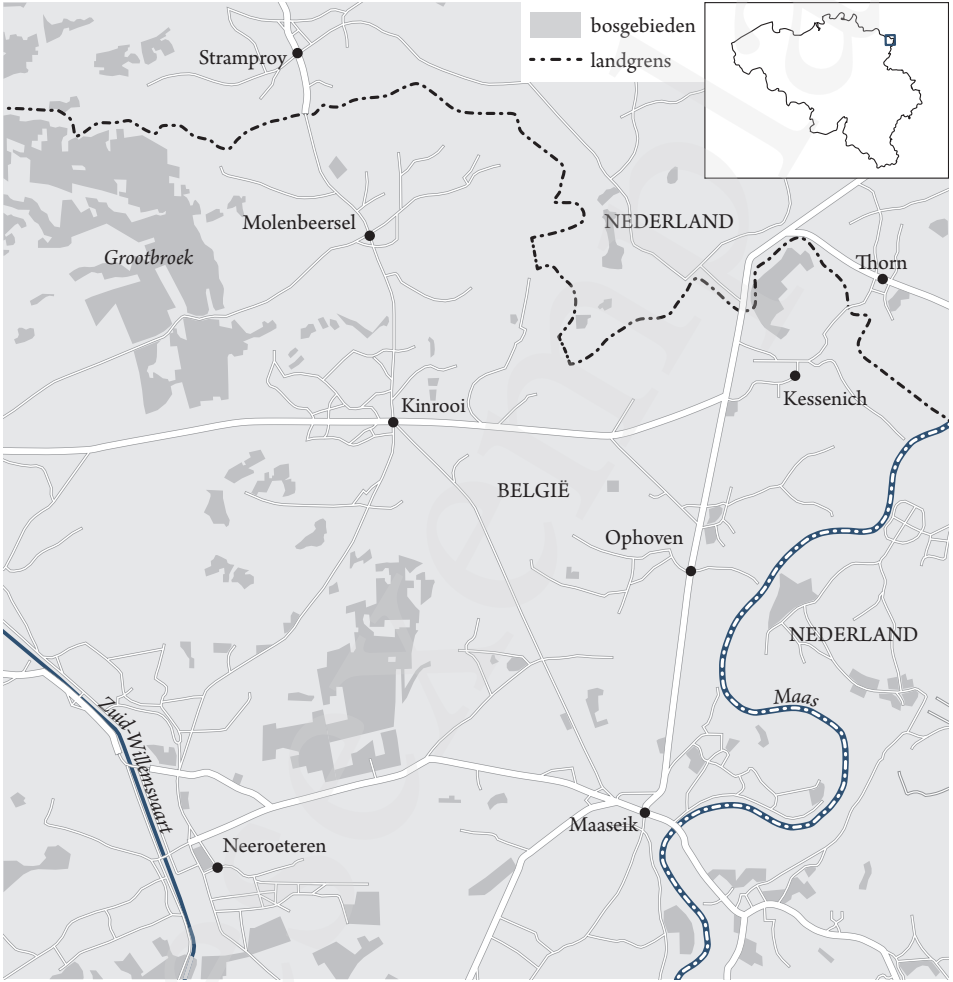 bosgebieden
landgrens
Stramproy
Molenbeersel
NEDERLAND
Grootbroek
Thorn
Kessenich
Kinrooi
BELGIË
Ophoven
NEDERLAND
Maas
Zuid-Willemsvaart
Maaseik
Neeroeteren